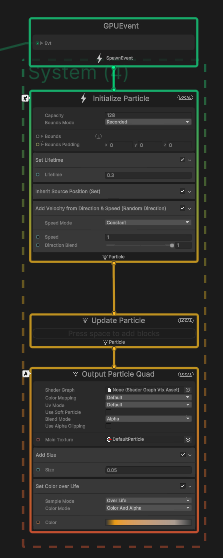 GPUEvent
Evt
SpawnEvent
System (4)
Initialize Particle
Capacity 128
Bounds Mode Recorded
Bounds
Bounds Padding x 0 y 0 z 0
Set Lifetime
Lifetime 0.3
Inherit Source Position (Set)
Add Velocity from Direction & Speed (Random Direction)
Speed Mode Constant
Speed 1
Direction Blend 1
Particle
Update Particle
Press space to add blocks
Particle
Output Particle Quad
Shader Graph None (Shader Graph Vfx Asset)
Color Mapping Default
Uv Mode Default
Use Soft Particle
Blend Mode Alpha
Use Alpha Clipping
Main Texture DefaultParticle
Add Size
Size 0.05
Set Color over Life
Sample Mode Over Life
Color Mode Color And Alpha
Color